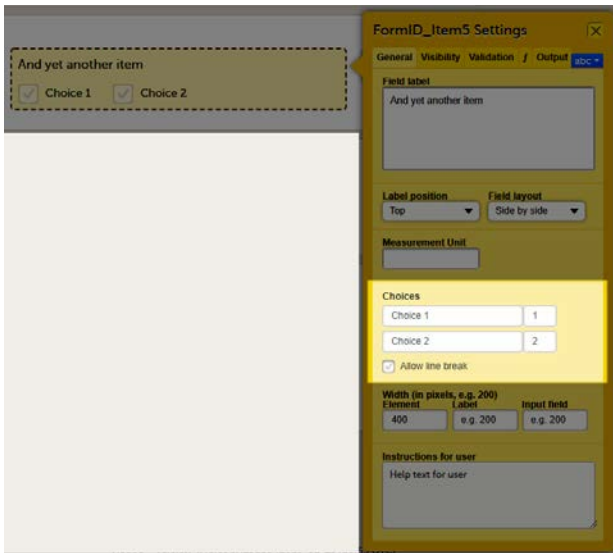 And yet another item
Choice 1 Choice 2
FormID_Item5 Settings
General Visibility Validation ƒ Output abc
Field label
And yet another item
Label position Field layout
Top Side by side
Measurement Unit
Choices
Choice 1 1
Choice 2 2
Allow line break
Width (in pixels, e.g. 200)
Element Label Input field
400 e.g. 200 e.g. 200
Instructions for user
Help text for user